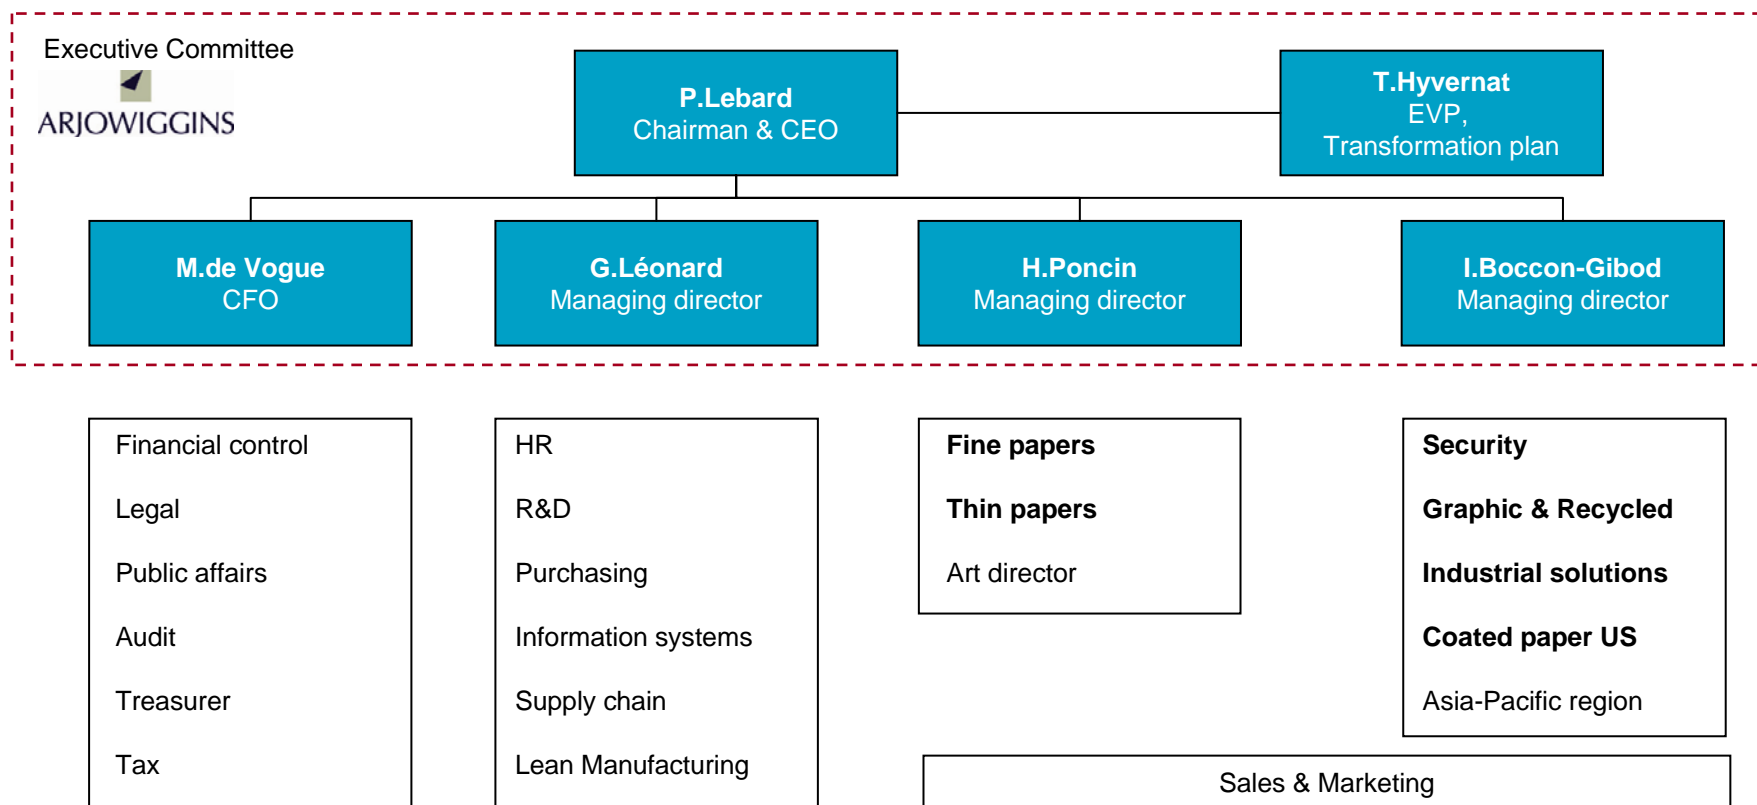 Executive Committee
ARJOWIGGINS
P.Lebard
Chairman & CEO
T.Hyvernat
EVP,
Transformation plan
M.de Vogue
CFO
G.Léonard
Managing director
H.Poncin
Managing director
I.Boccon-Gibod
Managing director
Financial control
Legal
Public affairs
Audit
Treasurer
Tax
HR
R&D
Purchasing
Information systems
Supply chain
Lean Manufacturing
Fine papers
Thin papers
Art director
Security
Graphic & Recycled
Industrial solutions
Coated paper US
Asia-Pacific region
Sales & Marketing